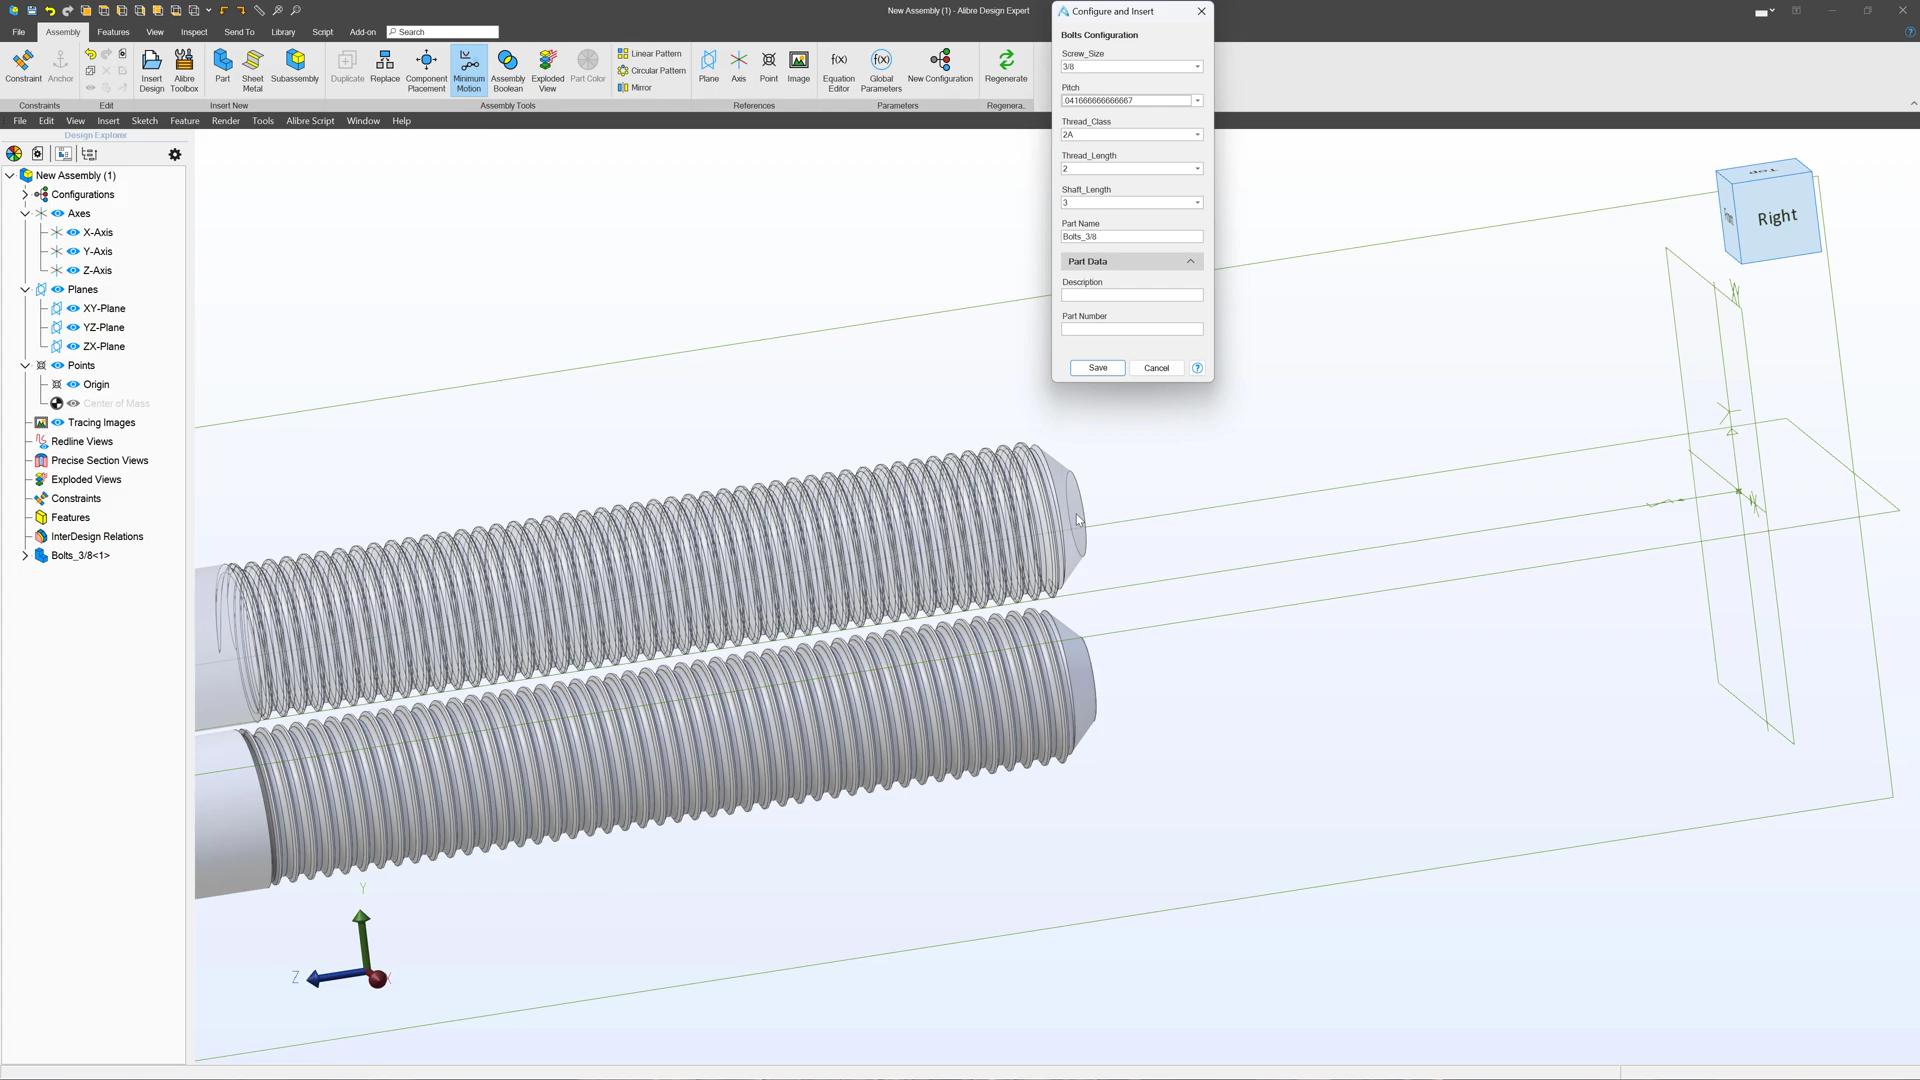 New Assembly (1) - Alibre Design Expert
File Assembly Features View Inspect Send To Library Script Add-on Search
Constraint
Anchor
Constraints
Edit
Insert Design
Alibre Toolbox
Part
Sheet Metal
Subassembly
Insert New
Duplicate
Replace
Component Placement
Minimum Motion
Assembly Boolean
Exploded View
Part Color
Linear Pattern
Circular Pattern
Mirror
Assembly Tools
Plane
Axis
Point
Image
References
f(x)
Equation Editor
(x)
Global Parameters
New Configuration
Parameters
Regenerate
Regenera..
File Edit View Insert Sketch Feature Render Tools Alibre Script Window Help
Design Explorer
New Assembly (1)
Configurations
Axes
X-Axis
Y-Axis
Z-Axis
Planes
XY-Plane
YZ-Plane
ZX-Plane
Points
Origin
Center of Mass
Tracing Images
Redline Views
Precise Section Views
Exploded Views
Constraints
Features
InterDesign Relations
Bolts_3/8<1>
Configure and Insert
Bolts Configuration
Screw_Size
3/8
Pitch
.041666666666667
Thread_Class
2A
Thread_Length
2
Shaft_Length
3
Part Name
Bolts_3/8
Part Data
Description
Part Number
Save Cancel ?
Top
Front
Right
Y
Z
X